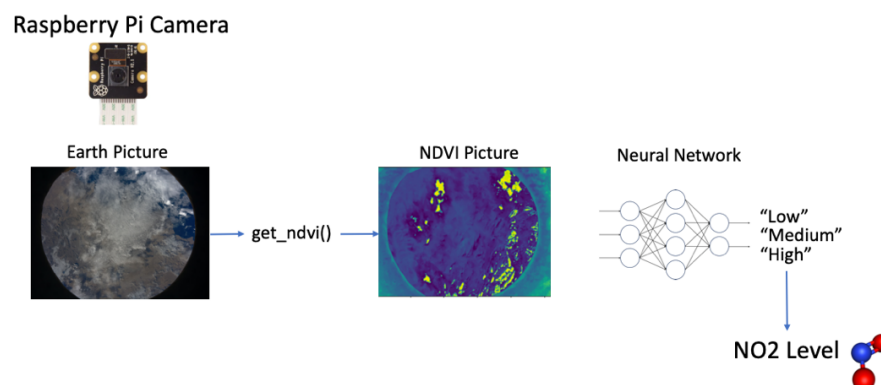 Raspberry Pi Camera
Earth Picture
get_ndvi()
NDVI Picture
Neural Network
“Low”
“Medium”
“High”
NO2 Level